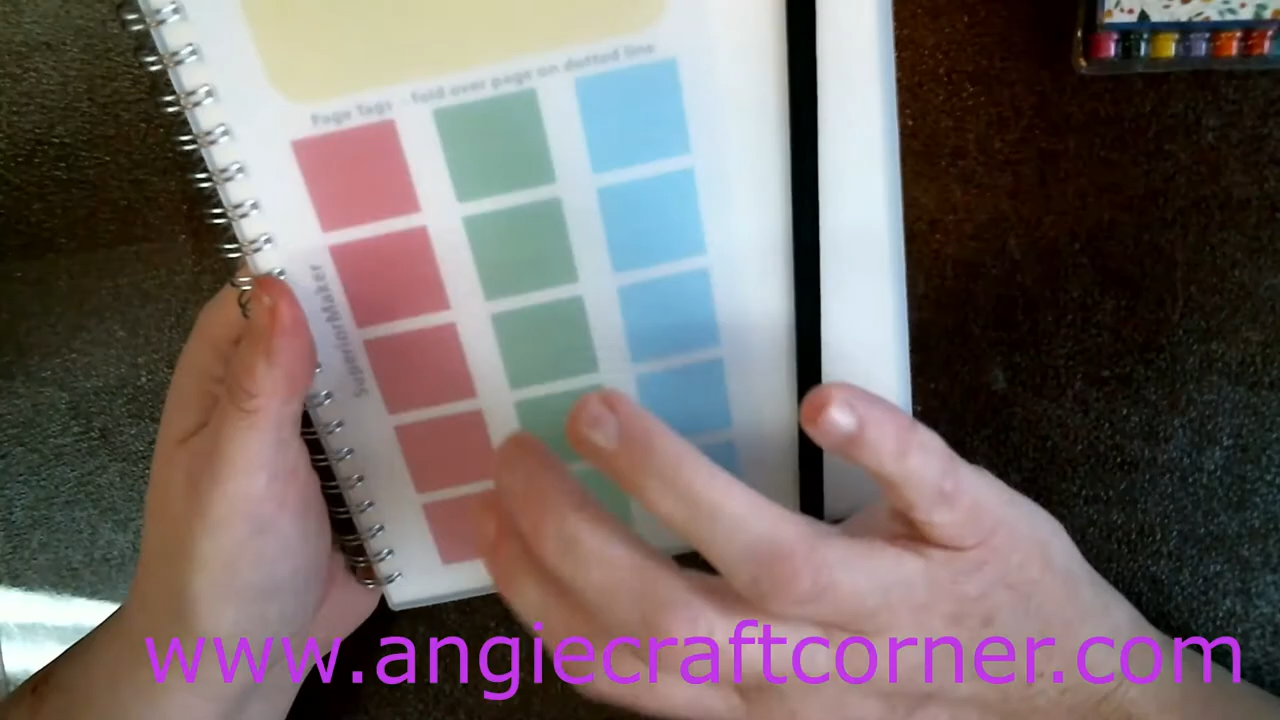 Page Tags - fold over page on dotted line
SuperiorMaker
www.angiecraftcorner.com